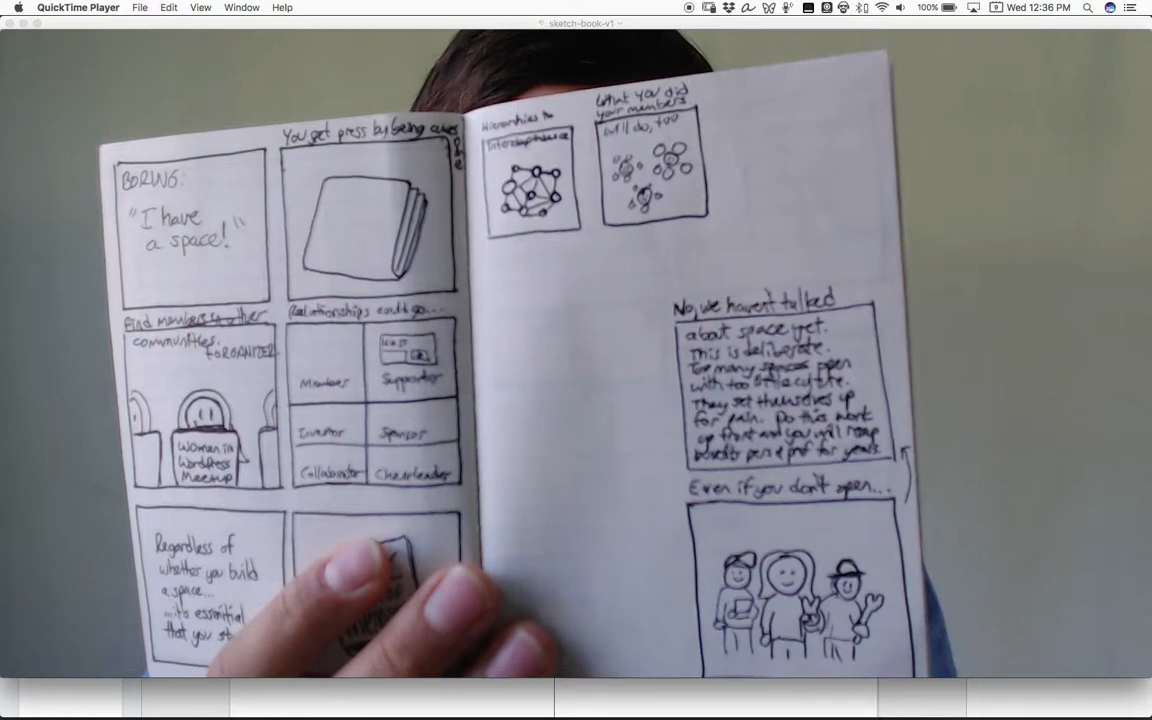 QuickTime Player File Edit View Window Help
100% Wed 12:36 PM
sketch-book-v1
BORING:
"I have
a space!"
You get press by being
Find members + other
communities.
+ORGANIZER
Women in
WordPress
Meetup
Relationships could go...
Member
Supporter
Investor
Sponsor
Collaborator
Cheerleader
Regardless of
whether you build
a space...
...it's essential
that you
Hierarchies to
Interdependence
What you did
your members
will do, too
No, we haven't talked
about space yet.
This is deliberate.
Too many spaces open
with too little culture.
They set themselves up
for pain. Do this work
up front and you will reap
benefits for years.
Even if you don't open...